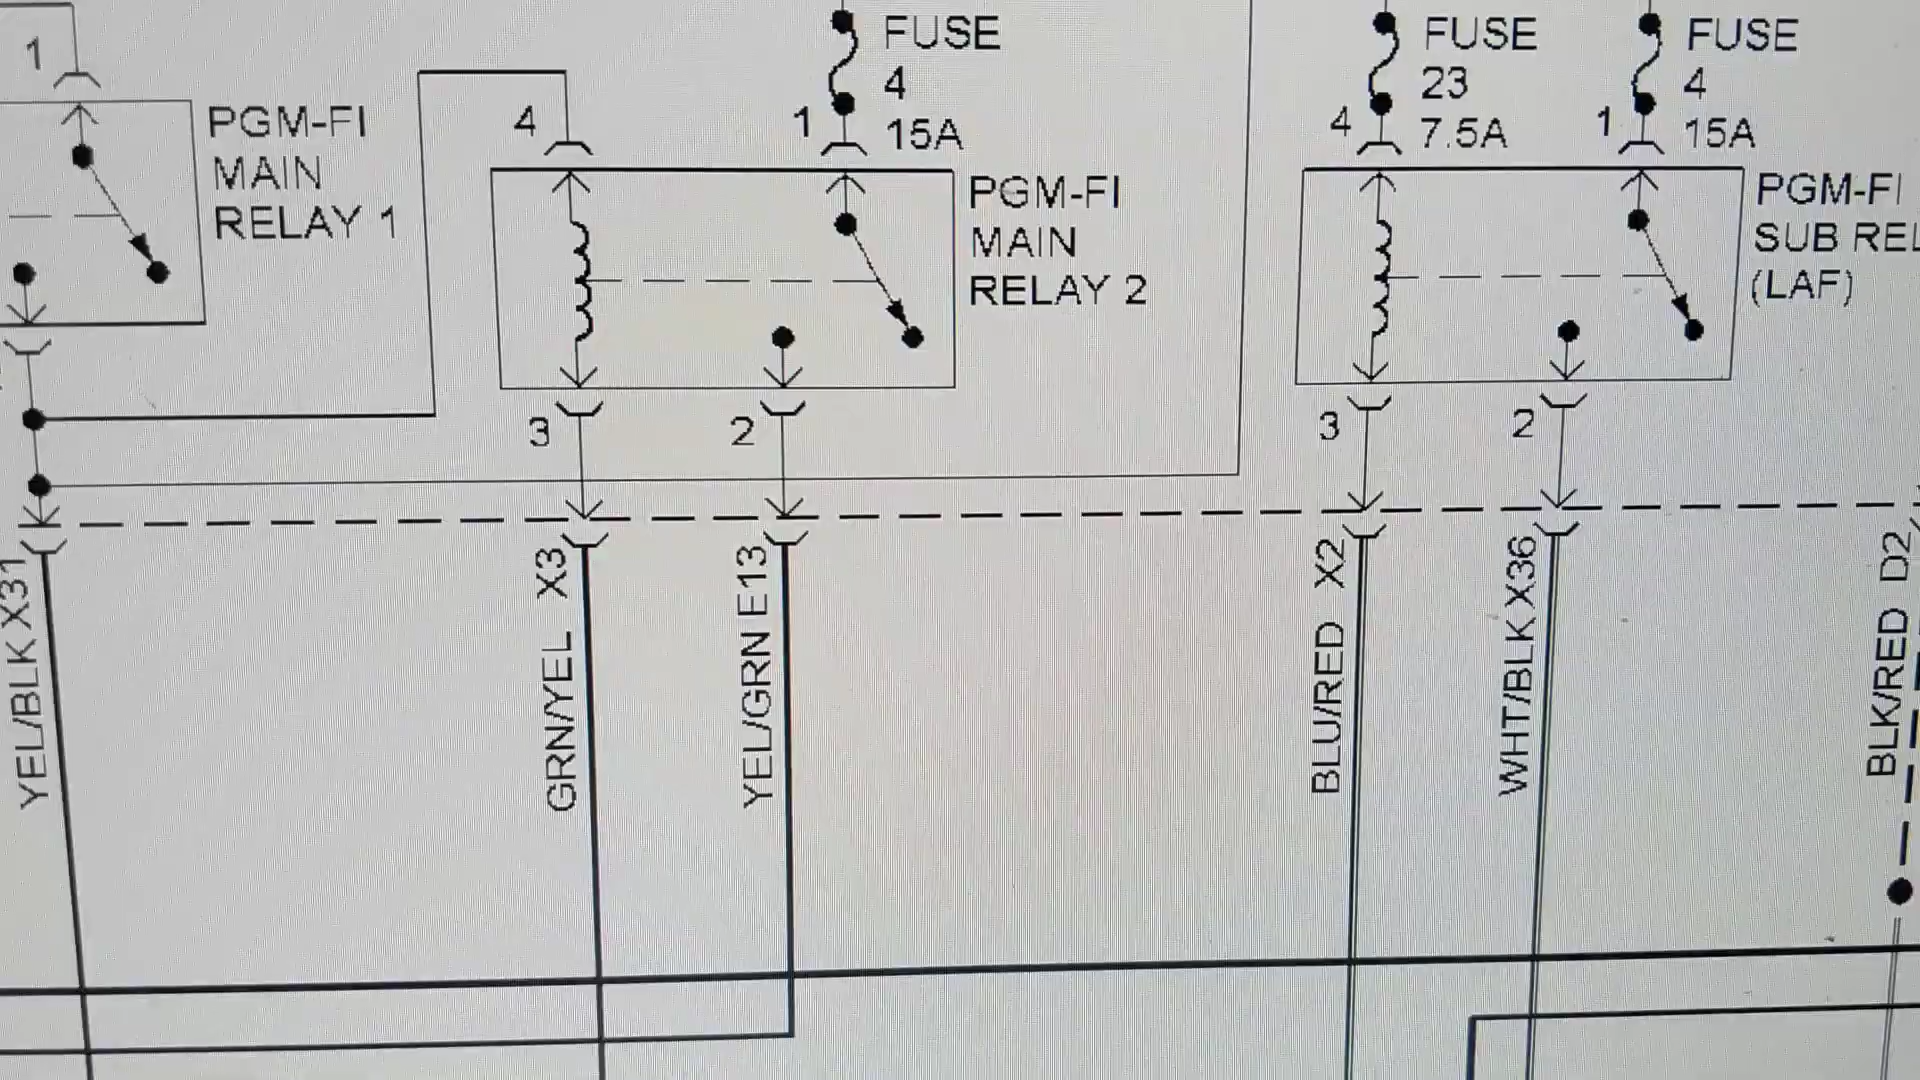 1
PGM-FI
MAIN
RELAY 1
4
1
FUSE
4
15A
PGM-FI
MAIN
RELAY 2
3
2
4
FUSE
23
7.5A
1
FUSE
4
15A
PGM-FI
SUB REL
(LAF)
3
2
YEL/BLK X31
GRN/YEL X3
YEL/GRN E13
BLU/RED X2
WHT/BLK X36
BLK/RED D2